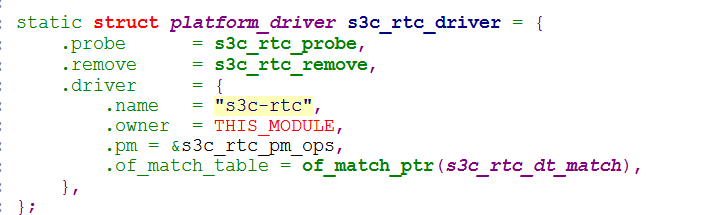 static struct platform_driver s3c_rtc_driver = {
    .probe      = s3c_rtc_probe,
    .remove     = s3c_rtc_remove,
    .driver     = {
        .name   = "s3c-rtc",
        .owner  = THIS_MODULE,
        .pm = &s3c_rtc_pm_ops,
        .of_match_table = of_match_ptr(s3c_rtc_dt_match),
    },
};